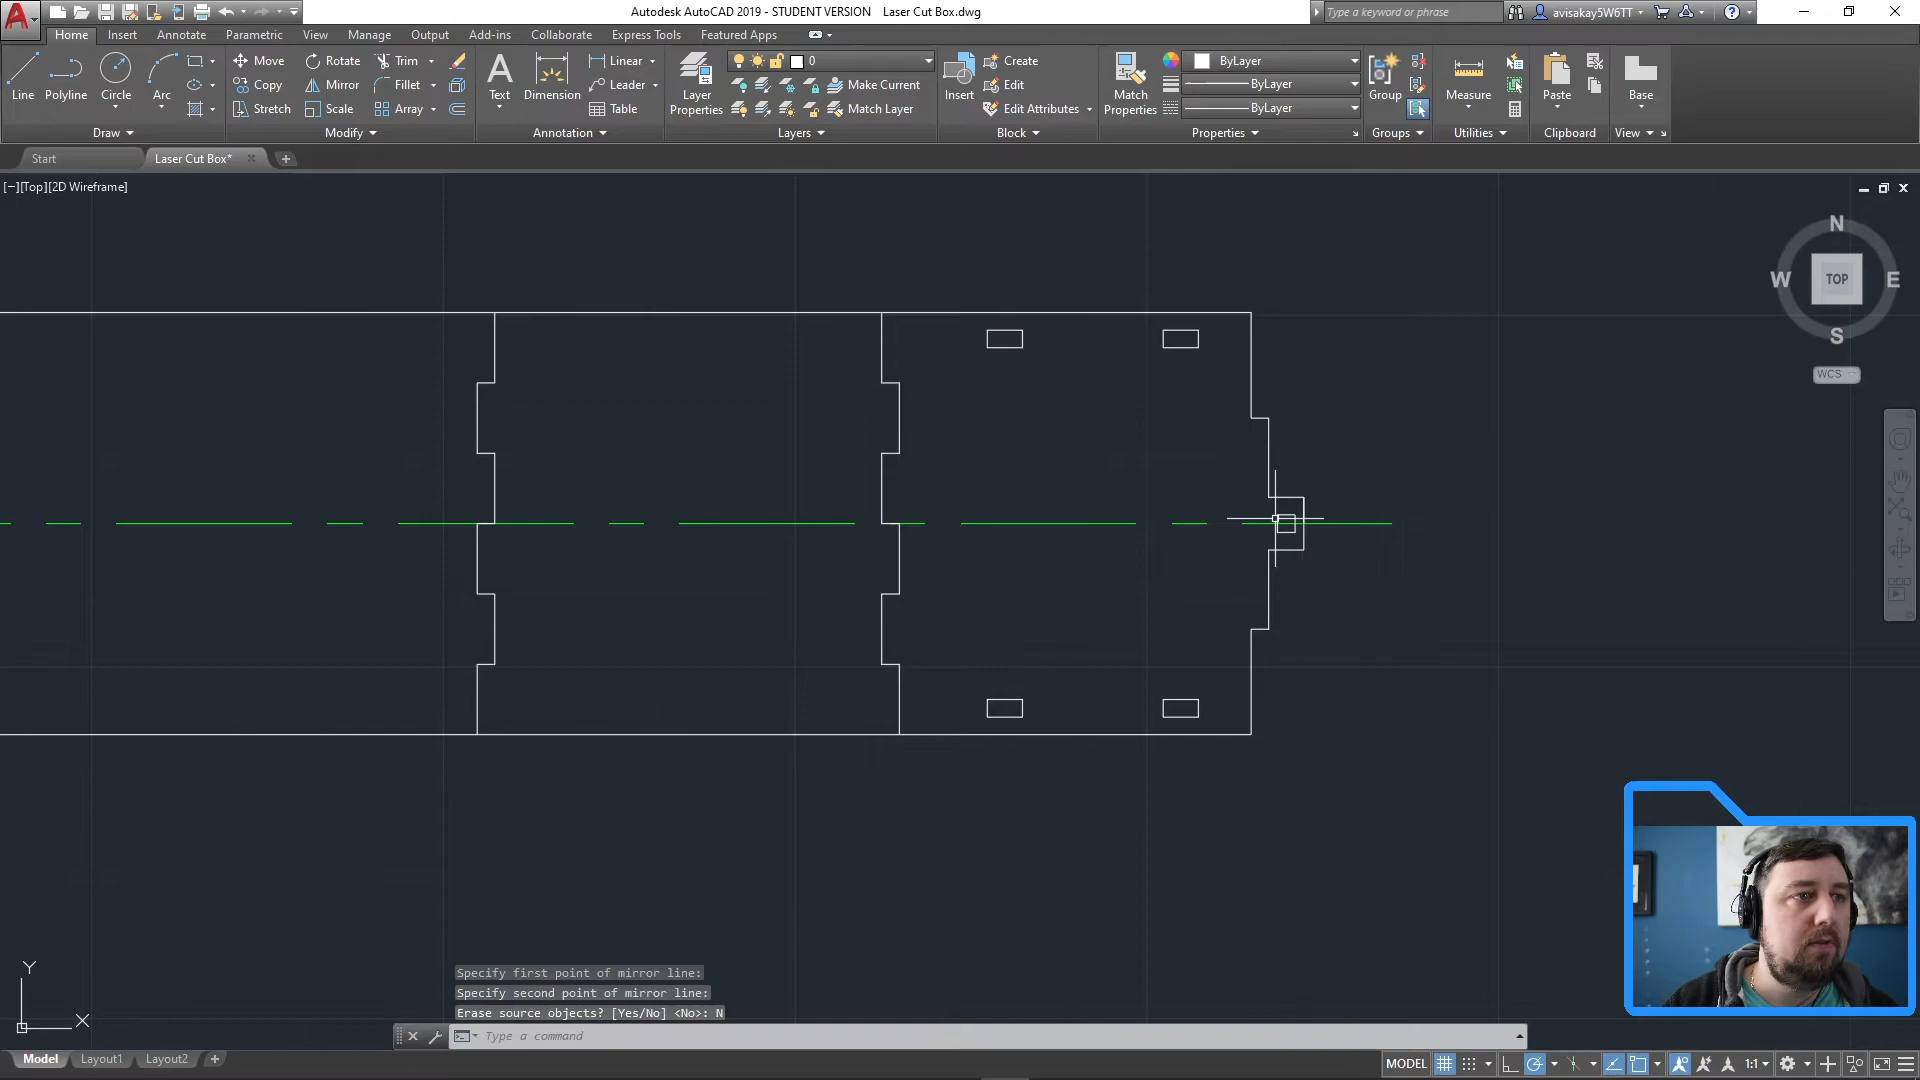 Autodesk AutoCAD 2019 - STUDENT VERSION Laser Cut Box.dwg
Type a keyword or phrase
avisakay5W6TT
Home Insert Annotate Parametric View Manage Output Add-ins Collaborate Express Tools Featured Apps
Line Polyline Circle Arc
Move Rotate Trim
Copy Mirror Fillet
Stretch Scale Array
Text Dimension
Linear
Leader
Table
Layer Properties
0
Make Current
Match Layer
Insert
Create
Edit
Edit Attributes
Match Properties
ByLayer
ByLayer
ByLayer
Group
Measure
Paste
Base
Draw Modify Annotation Layers Block Properties Groups Utilities Clipboard View
Start Laser Cut Box*
[−][Top][2D Wireframe]
N
W TOP E
S
WCS
Y
X
Specify first point of mirror line:
Specify second point of mirror line:
Erase source objects? [Yes/No] <No>: N
Type a command
Model Layout1 Layout2 +
MODEL 1:1